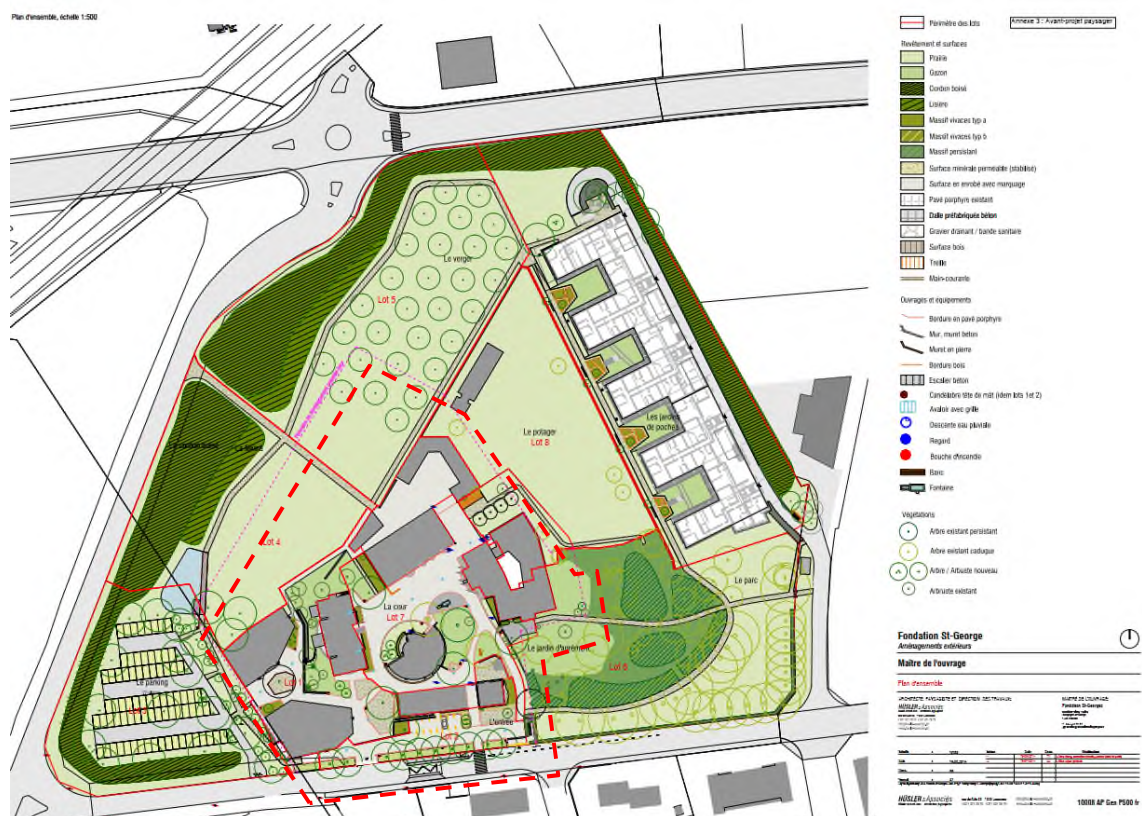 Plan d'ensemble, échelle 1:500
Périmètre des lots
Annexe 3 : Avant-projet paysager
Revêtement et surfaces
Prairie
Gazon
Cordon boisé
Lisière
Massif vivaces typ a
Massif vivaces typ b
Massif persistant
Surface minérale perméable (stabilisé)
Surface en enrobé avec marquage
Pavé porphyre existant
Dalle préfabriquée béton
Gravier drainant / bande sanitaire
Surface bois
Treille
Main-courante
Ouvrages et équipements
Bordure en pavé porphyre
Mur, muret béton
Muret en pierre
Bordure bois
Escalier béton
Candélabre tête de mât (idem lots 1et 2)
Avaloir avec grille
Descente eau pluviale
Regard
Bouche d'incendie
Banc
Fontaine
Végétations
Arbre existant persistant
Arbre existant caduque
Arbre / Arbuste nouveau
Arbruste existant
Le verger
Lot 5
Le potager
Lot 8
Les jardins
de poches
Lot 4
Le parc
La cour
Lot 7
Le jardin d'agrément
Lot 6
Lot 1
Le parking
L'entrée
Fondation St-George
Aménagements extérieurs
Maître de l'ouvrage
Plan d'ensemble
HÜSLER & Associés
10008 AP Gen P500 fr